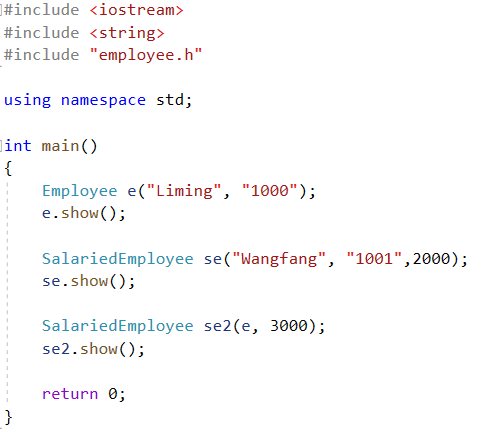 #include <iostream>
#include <string>
#include "employee.h"
using namespace std;
int main()
{
Employee e("Liming", "1000");
e.show();
SalariedEmployee se("Wangfang", "1001",2000);
se.show();
SalariedEmployee se2(e, 3000);
se2.show();
return 0;
}